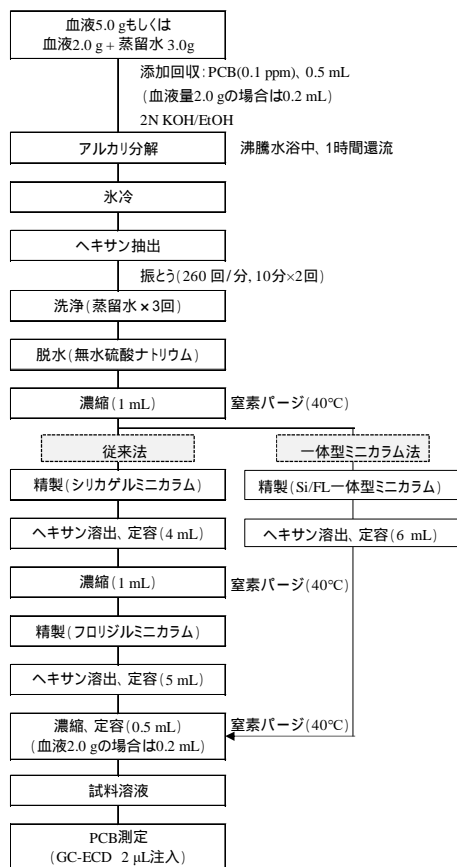 血液5.0 gもしくは
血液2.0 g + 蒸留水 3.0g
添加回収:PCB(0.1 ppm)、0.5 mL
(血液量2.0 gの場合は0.2 mL)
2N KOH/EtOH
アルカリ分解
沸騰水浴中、1時間還流
氷冷
ヘキサン抽出
振とう(260 回/分, 10分×2回)
洗浄(蒸留水×3回)
脱水(無水硫酸ナトリウム)
濃縮(1 mL)
窒素パージ(40℃)
従来法
一体型ミニカラム法
精製(シリカゲルミニカラム)
精製(Si/FL一体型ミニカラム)
ヘキサン溶出、定容(4 mL)
ヘキサン溶出、定容(6 mL)
濃縮(1 mL)
窒素パージ(40℃)
精製(フロリジルミニカラム)
ヘキサン溶出、定容(5 mL)
濃縮、定容(0.5 mL)
(血液2.0 gの場合は0.2 mL)
窒素パージ(40℃)
試料溶液
PCB測定
(GC-ECD 2 μL注入)